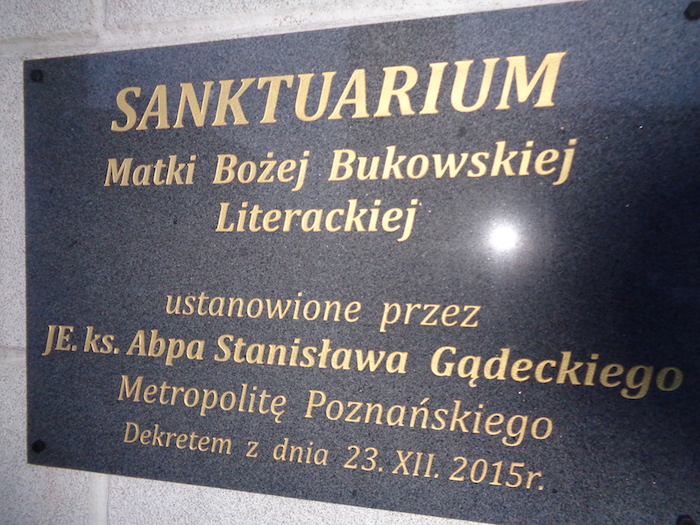 SANKTUARIUM
Matki Bożej Bukowskiej
Literackiej
ustanowione przez
JE. ks. Abpa Stanisława Gądeckiego
Metropolitę Poznańskiego
Dekretem z dnia 23. XII. 2015r.